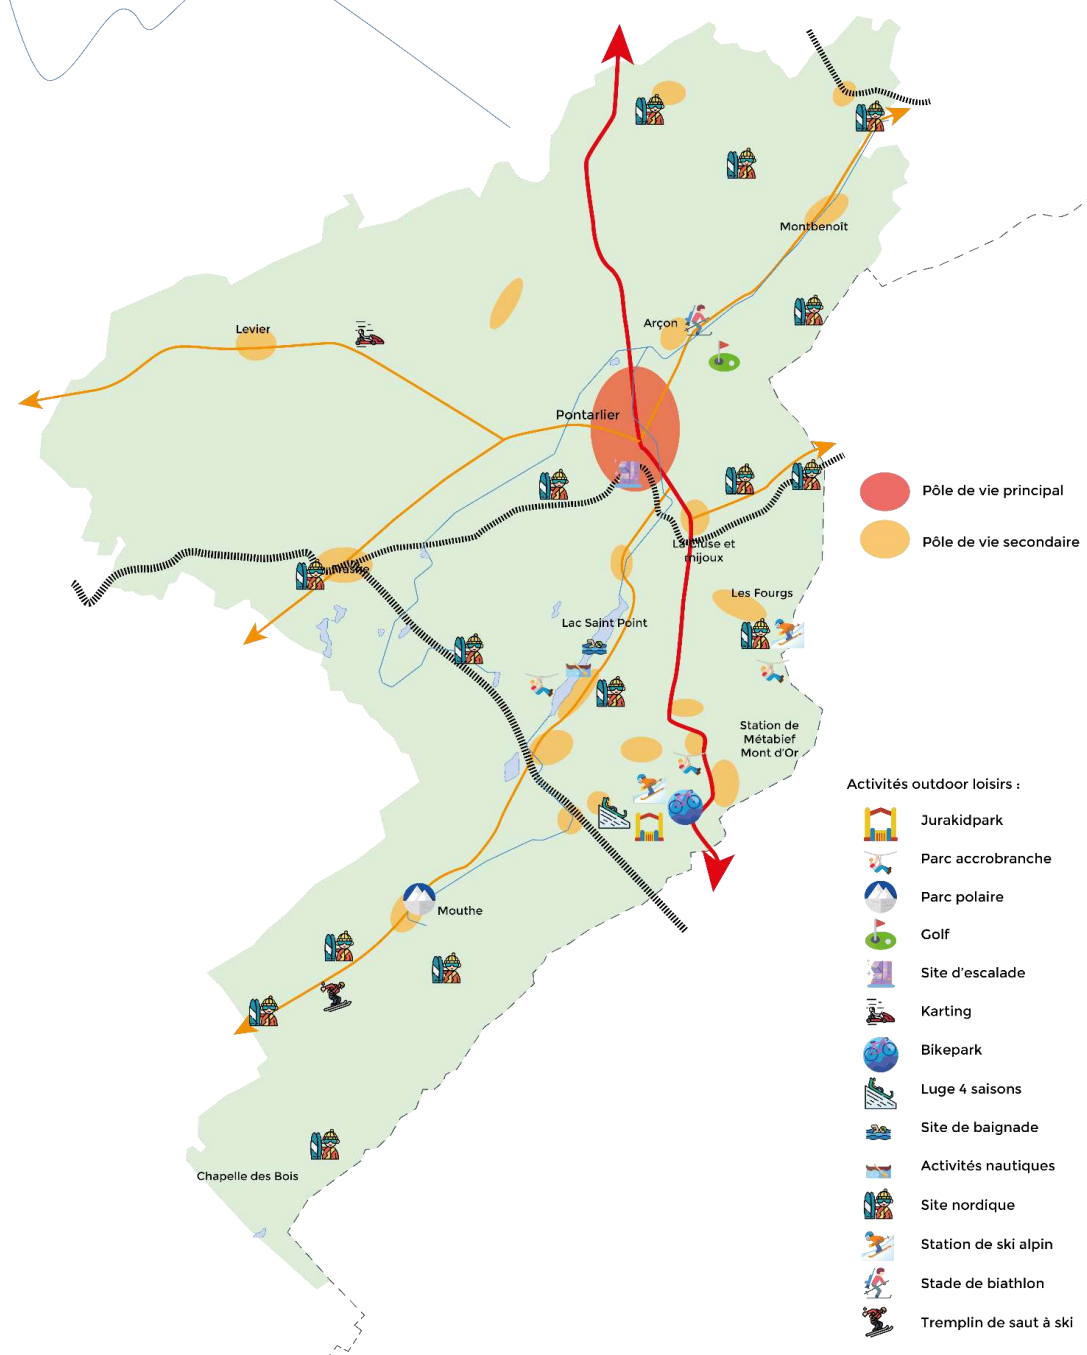 Montbenoît
Levier
Arçon
Pontarlier
La Cluse et
mijoux
Les Fourgs
Lac Saint Point
Station de
Métabief
Mont d'Or
Mouthe
Chapelle des Bois
Pôle de vie principal
Pôle de vie secondaire
Activités outdoor loisirs :
Jurakidpark
Parc accrobranche
Parc polaire
Golf
Site d'escalade
Karting
Bikepark
Luge 4 saisons
Site de baignade
Activités nautiques
Site nordique
Station de ski alpin
Stade de biathlon
Tremplin de saut à ski